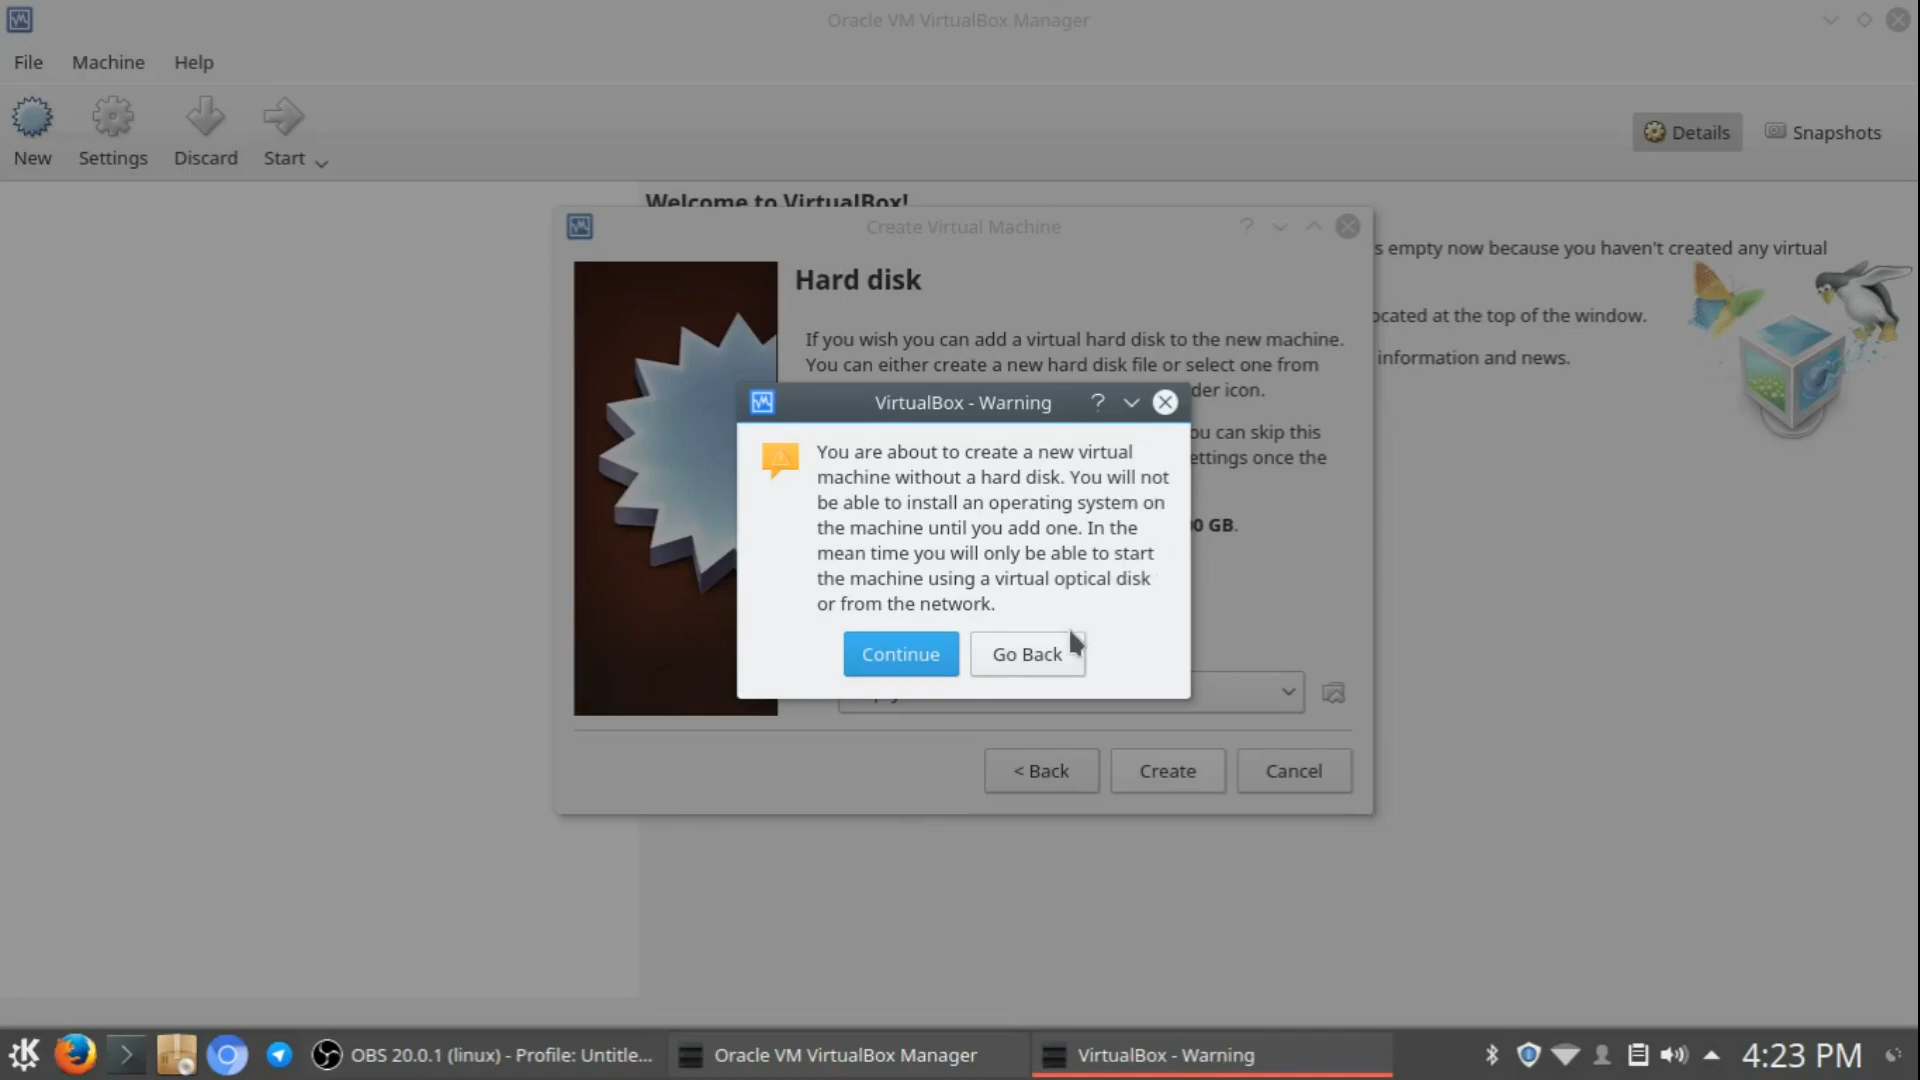 Oracle VM VirtualBox Manager
File Machine Help
New Settings Discard Start
Details Snapshots
Welcome to VirtualBox!
Create Virtual Machine
s empty now because you haven't created any virtual
ocated at the top of the window.
information and news.
Hard disk
If you wish you can add a virtual hard disk to the new machine.
You can either create a new hard disk file or select one from
der icon.
ou can skip this
ettings once the
0 GB.
VirtualBox - Warning
You are about to create a new virtual
machine without a hard disk. You will not
be able to install an operating system on
the machine until you add one. In the
mean time you will only be able to start
the machine using a virtual optical disk
or from the network.
Continue Go Back
< Back Create Cancel
OBS 20.0.1 (linux) - Profile: Untitle... Oracle VM VirtualBox Manager VirtualBox - Warning 4:23 PM